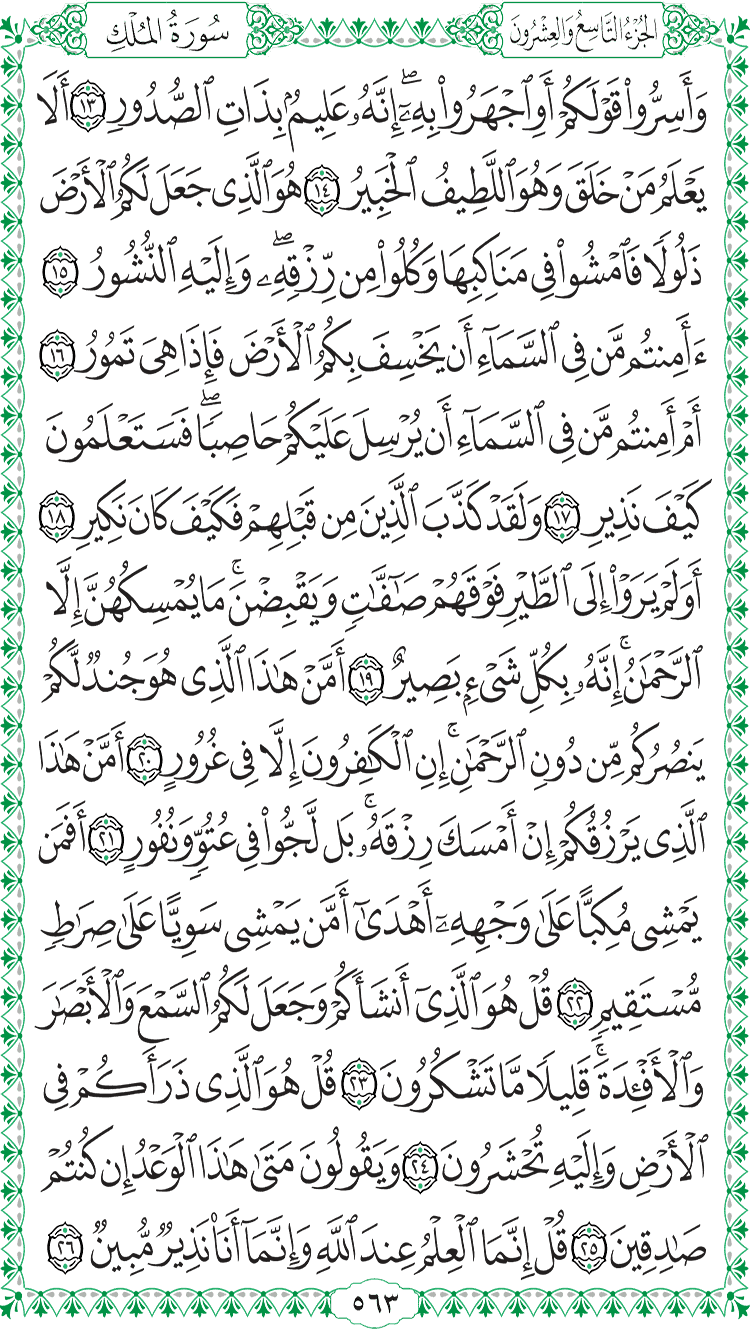 الجُزْءُ التَّاسِعُ وَالعِشْرُونَ
سُورَةُ المُلْكِ
وَأَسِرُّوا۟ قَوْلَكُمْ أَوِ ٱجْهَرُوا۟ بِهِۦٓ ۖ إِنَّهُۥ عَلِيمٌۢ بِذَاتِ ٱلصُّدُورِ ١٣ أَلَا
يَعْلَمُ مَنْ خَلَقَ وَهُوَ ٱللَّطِيفُ ٱلْخَبِيرُ ١٤ هُوَ ٱلَّذِى جَعَلَ لَكُمُ ٱلْأَرْضَ
ذَلُولًا فَٱمْشُوا۟ فِى مَنَاكِبِهَا وَكُلُوا۟ مِن رِّزْقِهِۦ ۖ وَإِلَيْهِ ٱلنُّشُورُ ١٥
ءَأَمِنتُم مَّن فِى ٱلسَّمَآءِ أَن يَخْسِفَ بِكُمُ ٱلْأَرْضَ فَإِذَا هِىَ تَمُورُ ١٦
أَمْ أَمِنتُم مَّن فِى ٱلسَّمَآءِ أَن يُرْسِلَ عَلَيْكُمْ حَاصِبًا ۖ فَسَتَعْلَمُونَ
كَيْفَ نَذِيرِ ١٧ وَلَقَدْ كَذَّبَ ٱلَّذِينَ مِن قَبْلِهِمْ فَكَيْفَ كَانَ نَكِيرِ ١٨
أَوَلَمْ يَرَوْا۟ إِلَى ٱلطَّيْرِ فَوْقَهُمْ صَـٰٓفَّـٰتٍ وَيَقْبِضْنَ ۚ مَا يُمْسِكُهُنَّ إِلَّا
ٱلرَّحْمَـٰنُ ۚ إِنَّهُۥ بِكُلِّ شَىْءٍۭ بَصِيرٌ ١٩ أَمَّنْ هَـٰذَا ٱلَّذِى هُوَ جُندٌ لَّكُمْ
يَنصُرُكُم مِّن دُونِ ٱلرَّحْمَـٰنِ ۚ إِنِ ٱلْكَـٰفِرُونَ إِلَّا فِى غُرُورٍ ٢٠ أَمَّنْ هَـٰذَا
ٱلَّذِى يَرْزُقُكُمْ إِنْ أَمْسَكَ رِزْقَهُۥ ۚ بَل لَّجُّوا۟ فِى عُتُوٍّ وَنُفُورٍ ٢١ أَفَمَن
يَمْشِى مُكِبًّا عَلَىٰ وَجْهِهِۦٓ أَهْدَىٰٓ أَمَّن يَمْشِى سَوِيًّا عَلَىٰ صِرَٰطٍ
مُّسْتَقِيمٍ ٢٢ قُلْ هُوَ ٱلَّذِىٓ أَنشَأَكُمْ وَجَعَلَ لَكُمُ ٱلسَّمْعَ وَٱلْأَبْصَـٰرَ
وَٱلْأَفْـِٔدَةَ ۖ قَلِيلًا مَّا تَشْكُرُونَ ٢٣ قُلْ هُوَ ٱلَّذِى ذَرَأَكُمْ فِى
ٱلْأَرْضِ وَإِلَيْهِ تُحْشَرُونَ ٢٤ وَيَقُولُونَ مَتَىٰ هَـٰذَا ٱلْوَعْدُ إِن كُنتُمْ
صَـٰدِقِينَ ٢٥ قُلْ إِنَّمَا ٱلْعِلْمُ عِندَ ٱللَّهِ وَإِنَّمَآ أَنَا۠ نَذِيرٌ مُّبِينٌ ٢٦
٥٦٣